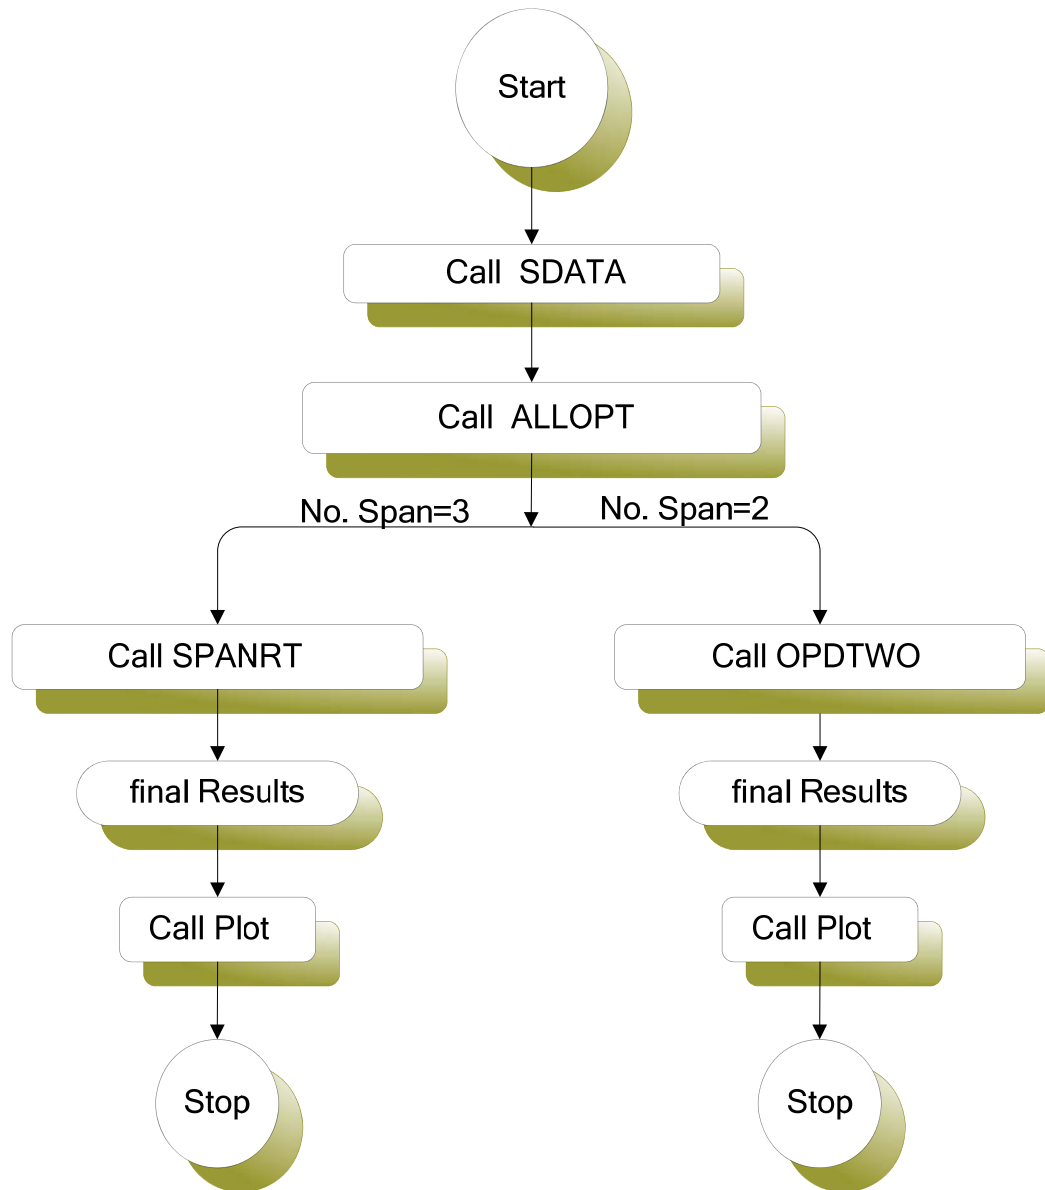 Start
Call SDATA
Call ALLOPT
No. Span=3
No. Span=2
Call SPANRT
Call OPDTWO
final Results
final Results
Call Plot
Call Plot
Stop
Stop